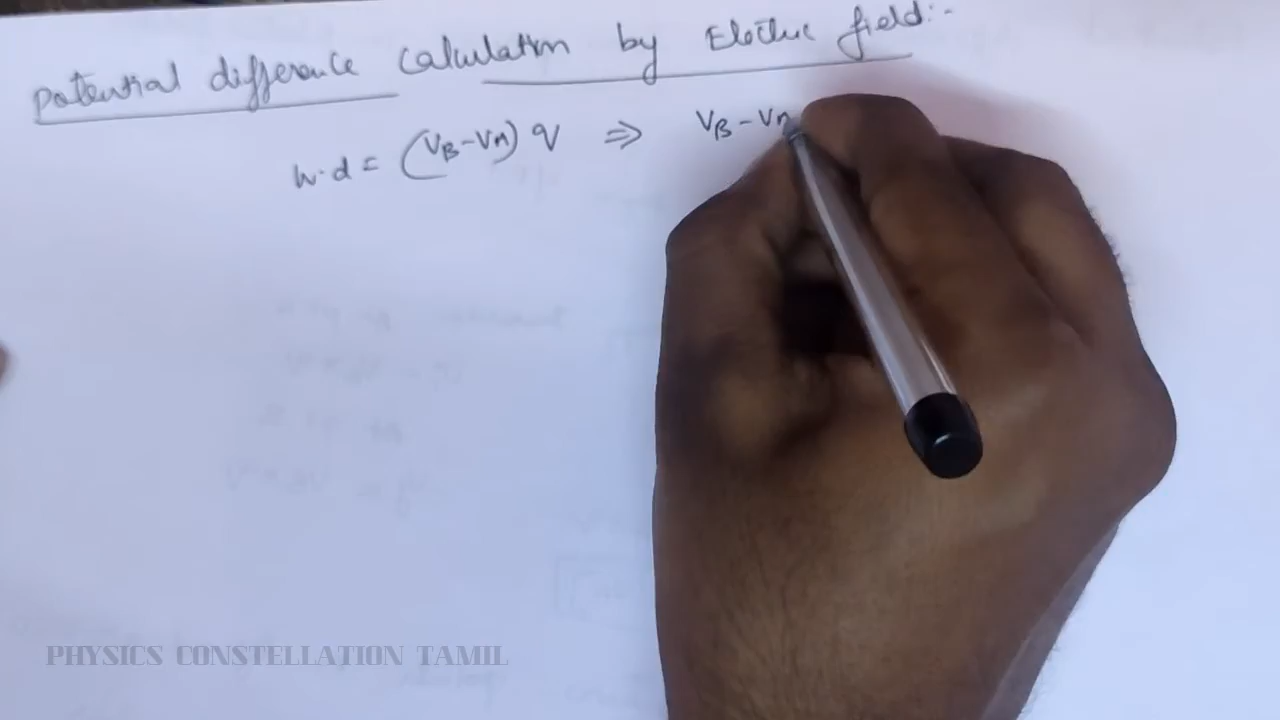 Potential difference calculation by Electric field:-
W.d = (VB-VA) q ⇒ VB-VA
PHYSICS CONSTELLATION TAMIL